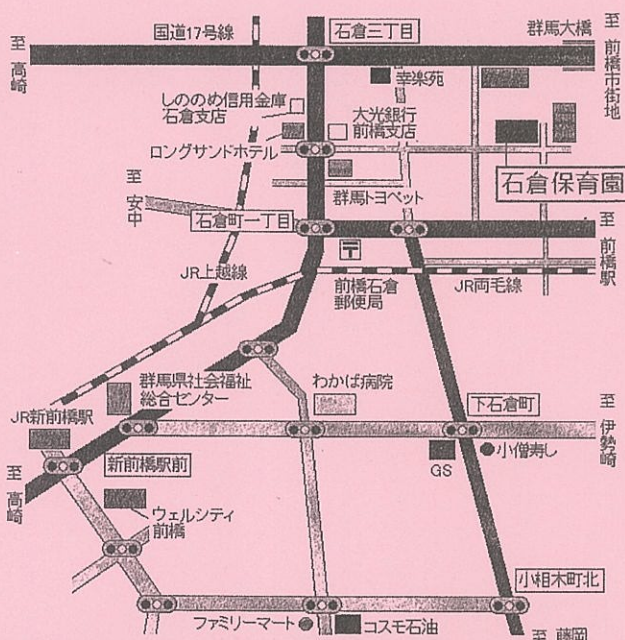 国道17号線
石倉三丁目
群馬大橋
至 高崎
至 前橋市街地
幸楽苑
しののめ信用金庫
石倉支店
大光銀行
前橋支店
ロングサンドホテル
石倉保育園
至 安中
群馬トヨペット
石倉町一丁目
至 前橋駅
〒
JR上越線
前橋石倉
郵便局
JR両毛線
群馬県社会福祉
総合センター
わかば病院
下石倉町
至 伊勢崎
JR新前橋駅
小僧寿し
GS
新前橋駅前
至 高崎
ウェルシティ
前橋
小相木町北
ファミリーマート
コスモ石油
至 藤岡